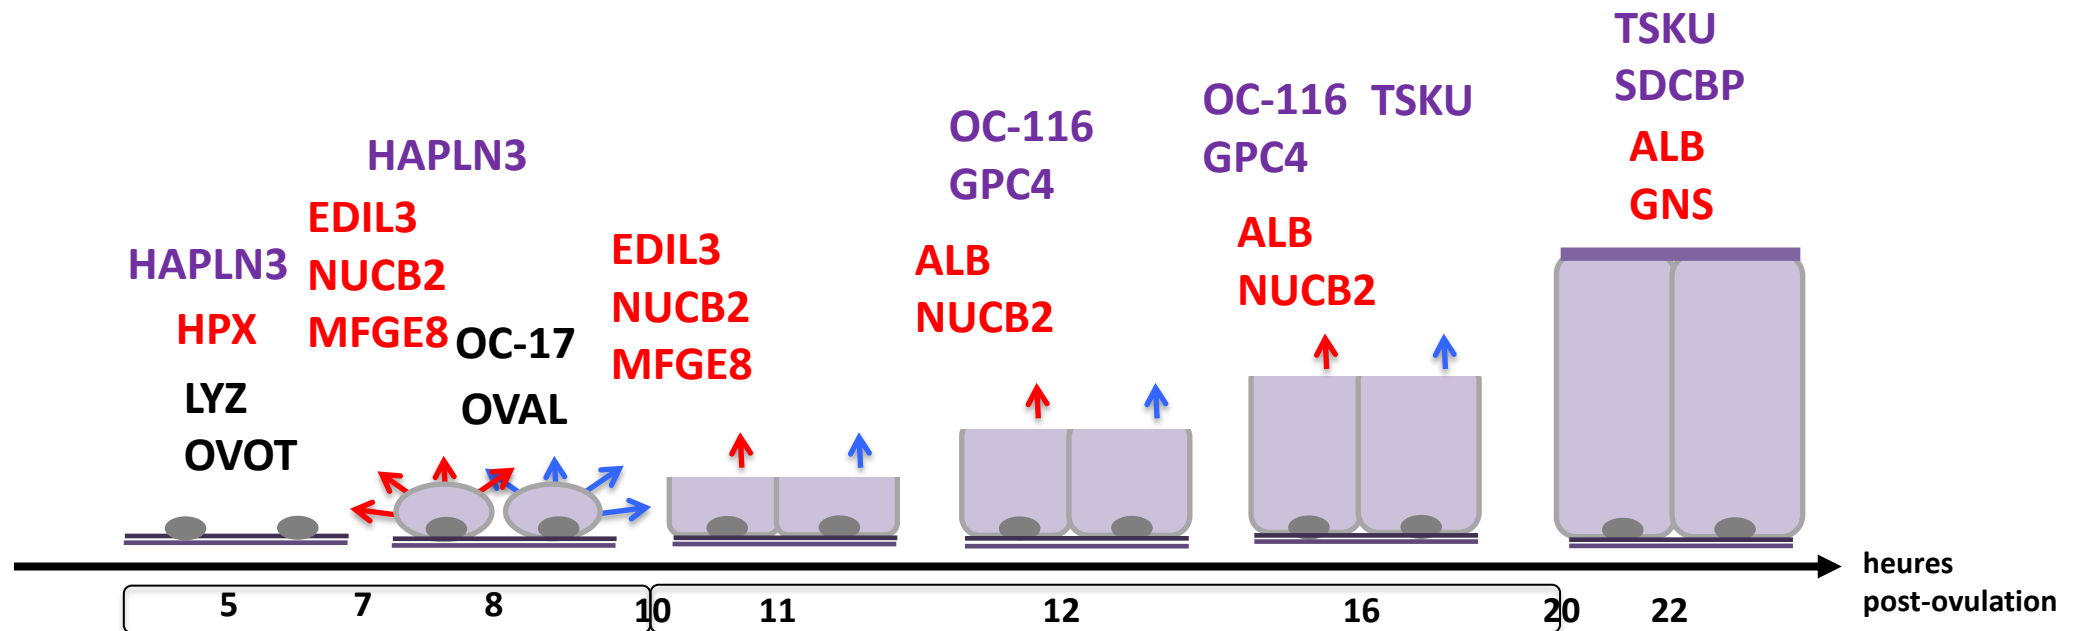 HAPLN3
HPX
LYZ
OVOT
HAPLN3
EDIL3
NUCB2
MFGE8
OC-17
OVAL
EDIL3
NUCB2
MFGE8
OC-116
GPC4
ALB
NUCB2
OC-116 TSKU
GPC4
ALB
NUCB2
TSKU
SDCBP
ALB
GNS
5 7 8 10 11 12 16 20 22
heures
post-ovulation